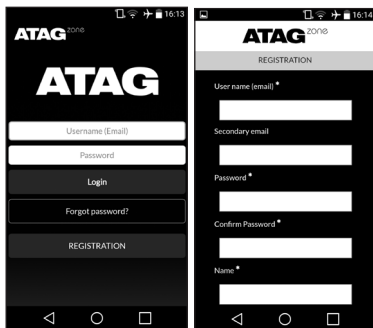 16:13
ATAG zone
ATAG
Username (Email)
Password
Login
Forgot password?
REGISTRATION
16:14
ATAG zone
REGISTRATION
User name (email) *
Secondary email
Password *
Confirm Password *
Name *